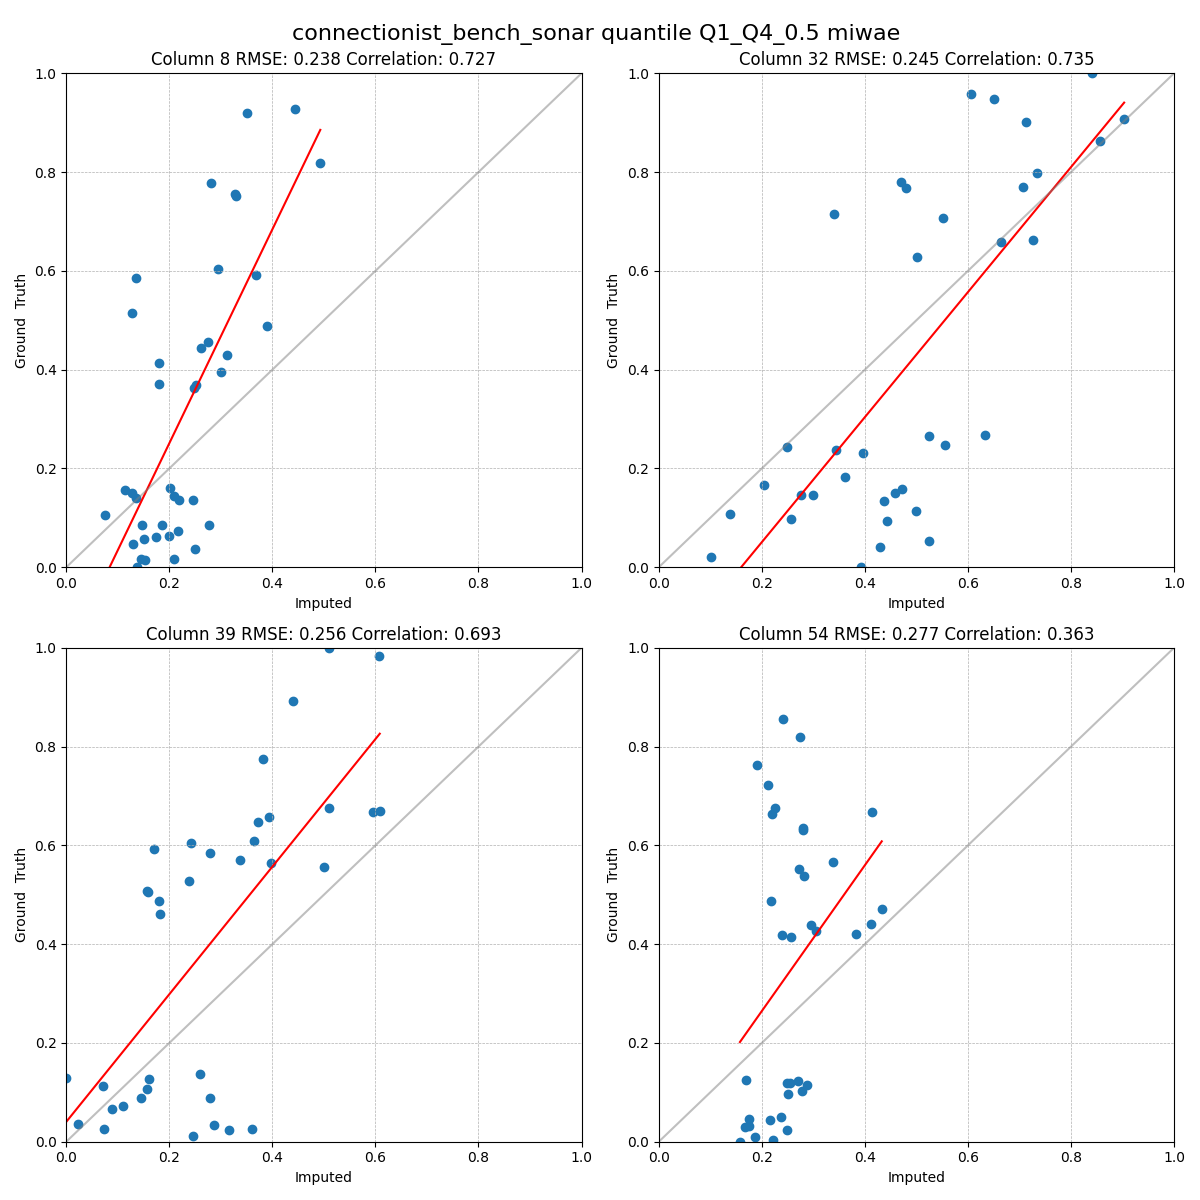 connectionist_bench_sonar quantile Q1_Q4_0.5 miwae
Column 8 RMSE: 0.238 Correlation: 0.727
1.0
0.8
0.6
0.4
0.2
0.0
Ground  Truth
0.0 0.2 0.4 0.6 0.8 1.0
Imputed
Column 32 RMSE: 0.245 Correlation: 0.735
1.0
0.8
0.6
0.4
0.2
0.0
Ground  Truth
0.0 0.2 0.4 0.6 0.8 1.0
Imputed
Column 39 RMSE: 0.256 Correlation: 0.693
1.0
0.8
0.6
0.4
0.2
0.0
Ground  Truth
0.0 0.2 0.4 0.6 0.8 1.0
Imputed
Column 54 RMSE: 0.277 Correlation: 0.363
1.0
0.8
0.6
0.4
0.2
0.0
Ground  Truth
0.0 0.2 0.4 0.6 0.8 1.0
Imputed